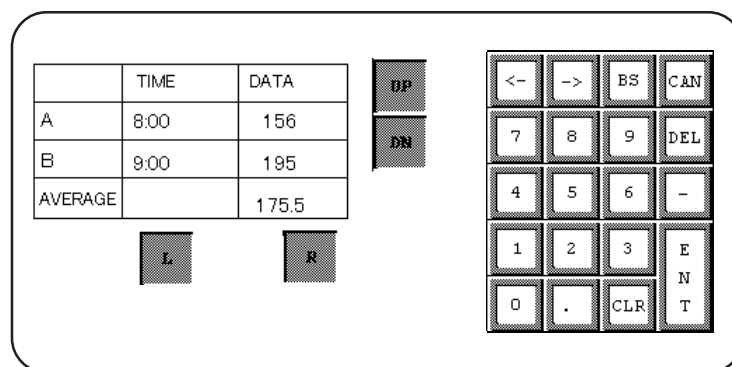 TIME DATA
A 8:00 156
B 9:00 195
AVERAGE 175.5
UP
DN
L R
<- -> BS CAN
7 8 9 DEL
4 5 6 -
1 2 3 ENT
0 . CLR